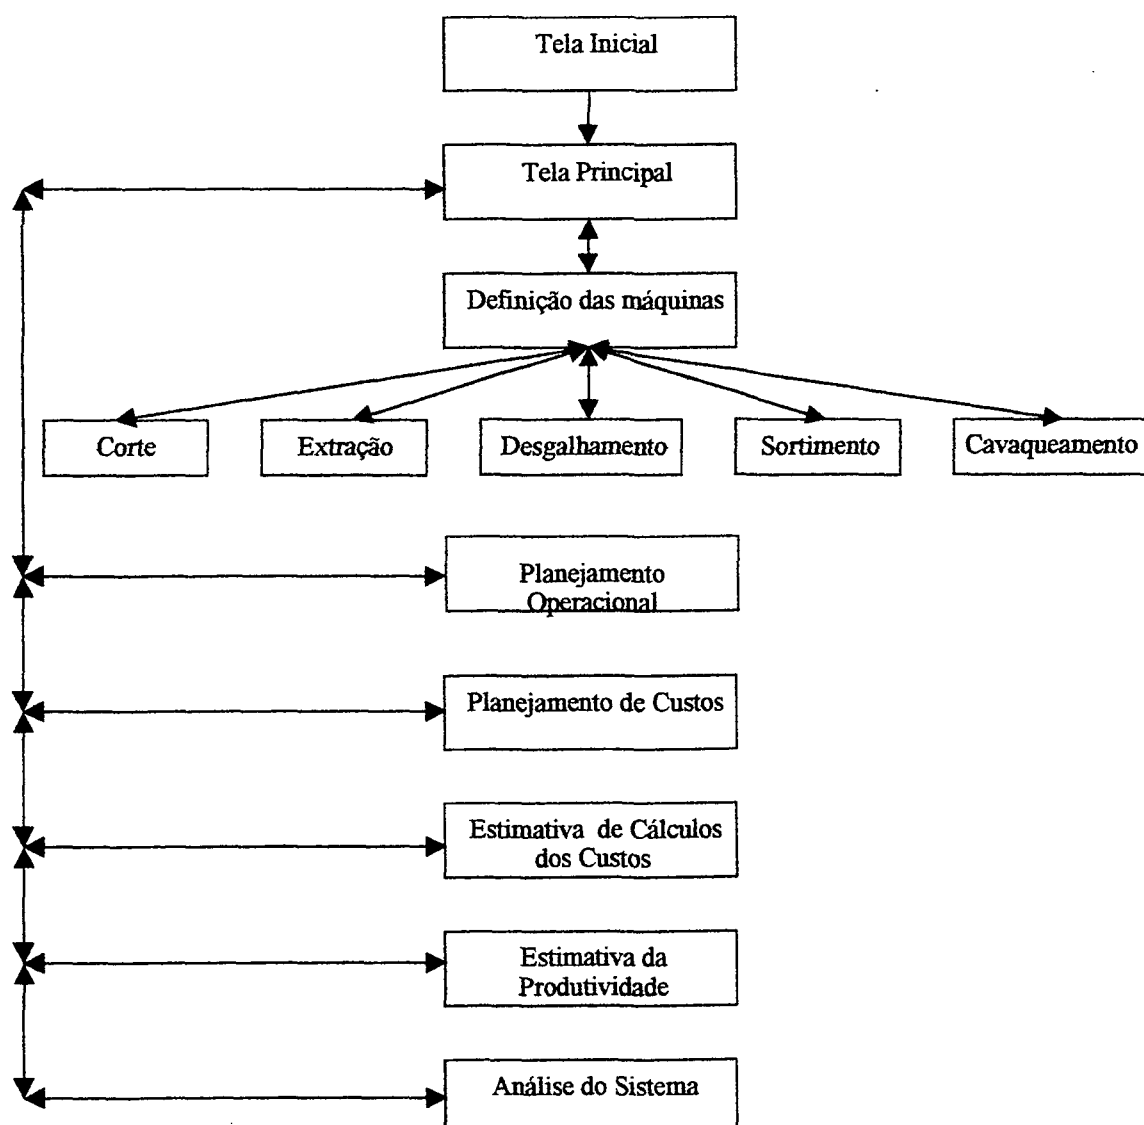 Tela Inicial
Tela Principal
Definição das máquinas
Corte
Extração
Desgalhamento
Sortimento
Cavaqueamento
Planejamento
Operacional
Planejamento de Custos
Estimativa de Cálculos
dos Custos
Estimativa da
Produtividade
Análise do Sistema